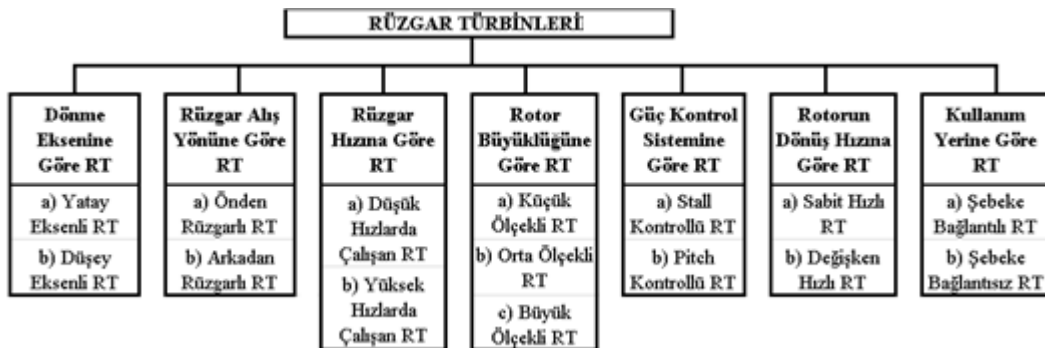 RÜZGAR TÜRBİNLERİ
Dönme
Eksenine
Göre RT
a) Yatay
Eksenli RT
b) Düşey
Eksenli RT
Rüzgar Alış
Yönüne Göre
RT
a) Önden
Rüzgarlı RT
b) Arkadan
Rüzgarlı RT
Rüzgar
Hızına Göre
RT
a) Düşük
Hızlarda
Çalışan RT
b) Yüksek
Hızlarda
Çalışan RT
Rotor
Büyüklüğüne
Göre RT
a) Küçük
Ölçekli RT
b) Orta Ölçekli
RT
c) Büyük
Ölçekli RT
Güç Kontrol
Sistemine
Göre RT
a) Stall
Kontrollü RT
b) Pitch
Kontrollü RT
Rotorun
Dönüş Hızına
Göre RT
a) Sabit Hızlı
RT
b) Değişken
Hızlı RT
Kullanım
Yerine Göre
RT
a) Şebeke
Bağlantılı RT
b) Şebeke
Bağlantısız RT